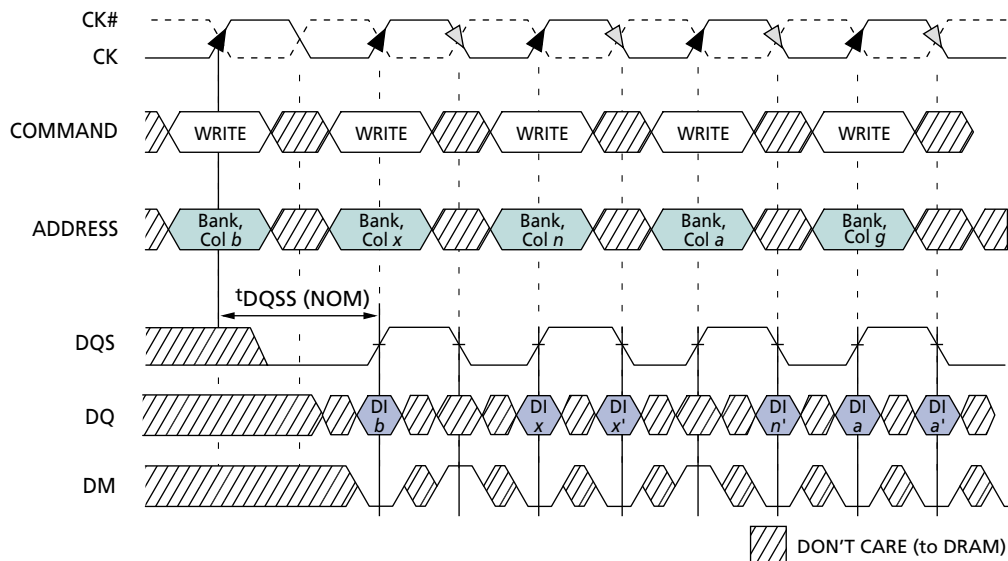 CK#
CK
COMMAND
WRITE WRITE WRITE WRITE WRITE
ADDRESS
Bank, Bank, Bank, Bank, Bank,
Col b Col x Col n Col a Col g
tDQSS (NOM)
DQS
DQ
DI DI DI DI DI DI
b x x' n' a a'
DM
DON'T CARE (to DRAM)